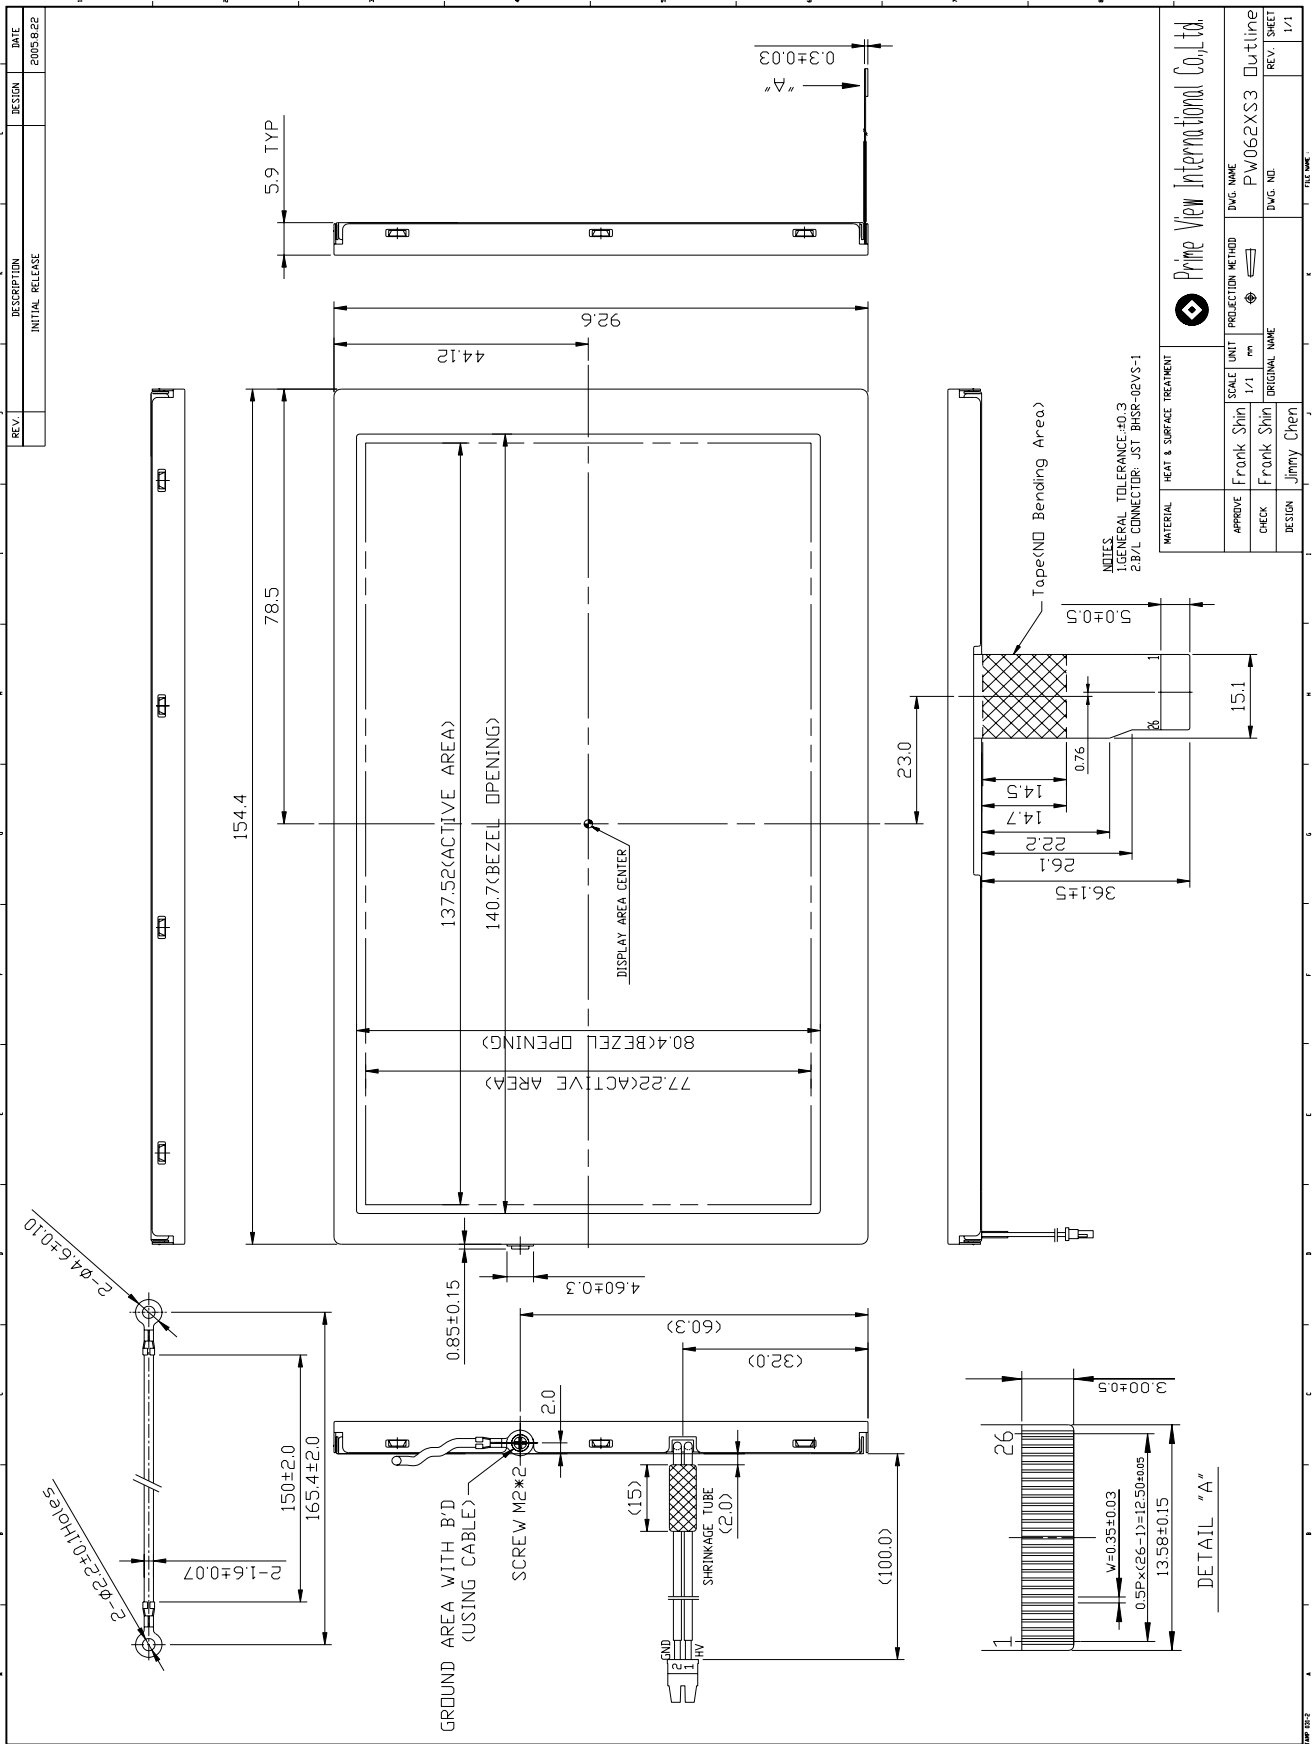 REV.
DESCRIPTION
DESIGN
DATE
INITIAL RELEASE
2005.8.22
2-Ø2.2±0.1Holes
2-Ø4.6±0.10
2-1.6±0.07
150±2.0
165.4±2.0
154.4
78.5
5.9 TYP
0.3±0.03
"A"
92.6
44.12
137.52(ACTIVE AREA)
140.7(BEZEL OPENING)
DISPLAY AREA CENTER
80.4(BEZEL OPENING)
77.22(ACTIVE AREA)
0.85±0.15
4.60±0.3
(60.3)
(32.0)
2.0
GROUND AREA WITH B'D
(USING CABLE)
SCREW M2*2
(15)
SHRINKAGE TUBE
(2.0)
(100.0)
GND
2
1
HV
23.0
0.76
14.5
14.7
22.2
26.1
36.1±5
15.1
5.0±0.5
1
26
Tape(NO Bending Area)
NOTES
1.GENERAL TOLERANCE:±0.3
2.B/L CONNECTOR: JST BHSR-02VS-1
1
26
3.00±0.5
W=0.35±0.03
0.5Px(26-1)=12.50±0.05
13.58±0.15
DETAIL "A"
MATERIAL
HEAT & SURFACE TREATMENT
Prime View International Co.,Ltd.
APPROVE
Frank Shin
SCALE
1/1
UNIT
mm
PROJECTION METHOD
DWG. NAME
PW062XS3 Outline
CHECK
Frank Shin
ORIGINAL NAME
DWG. NO.
REV.
SHEET
1/1
DESIGN
Jimmy Chen
FILE NAME :